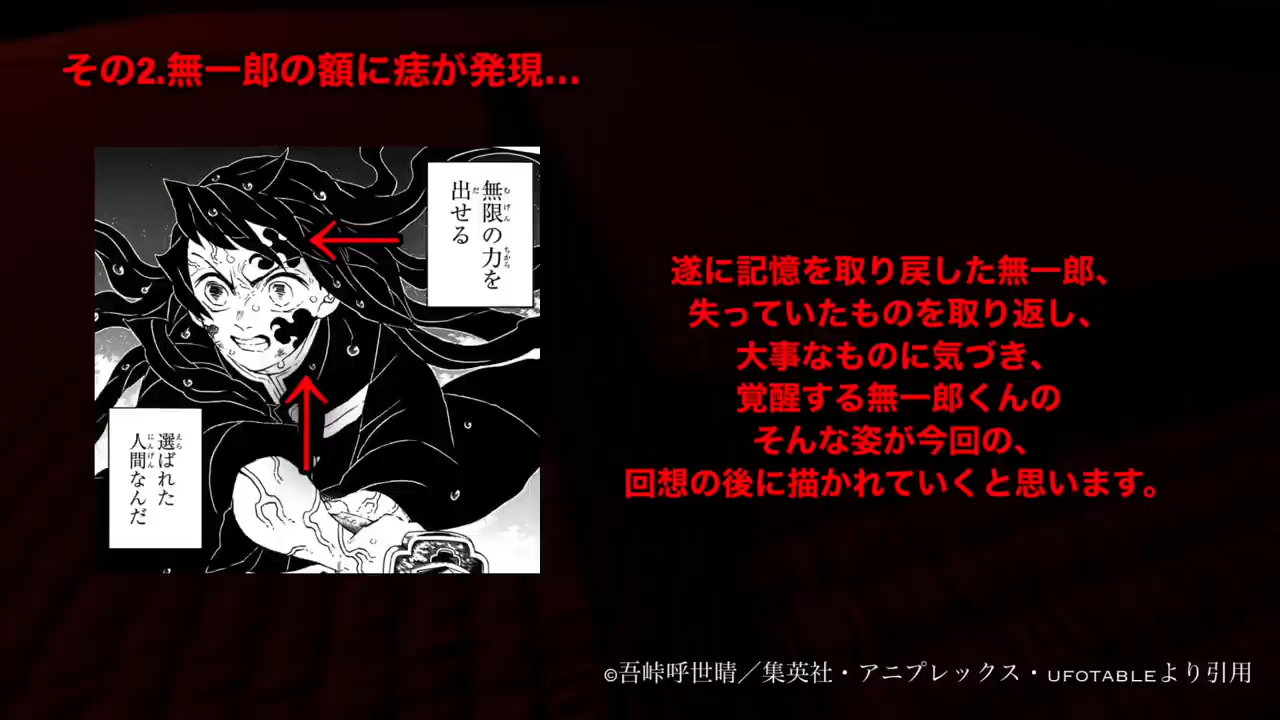 その2.無一郎の額に痣が発現…
無限の力を
出せる
選ばれた
人間なんだ
遂に記憶を取り戻した無一郎、
失っていたものを取り返し、
大事なものに気づき、
覚醒する無一郎くんの
そんな姿が今回の、
回想の後に描かれていくと思います。
©吾峠呼世晴／集英社・アニプレックス・UFOTABLEより引用